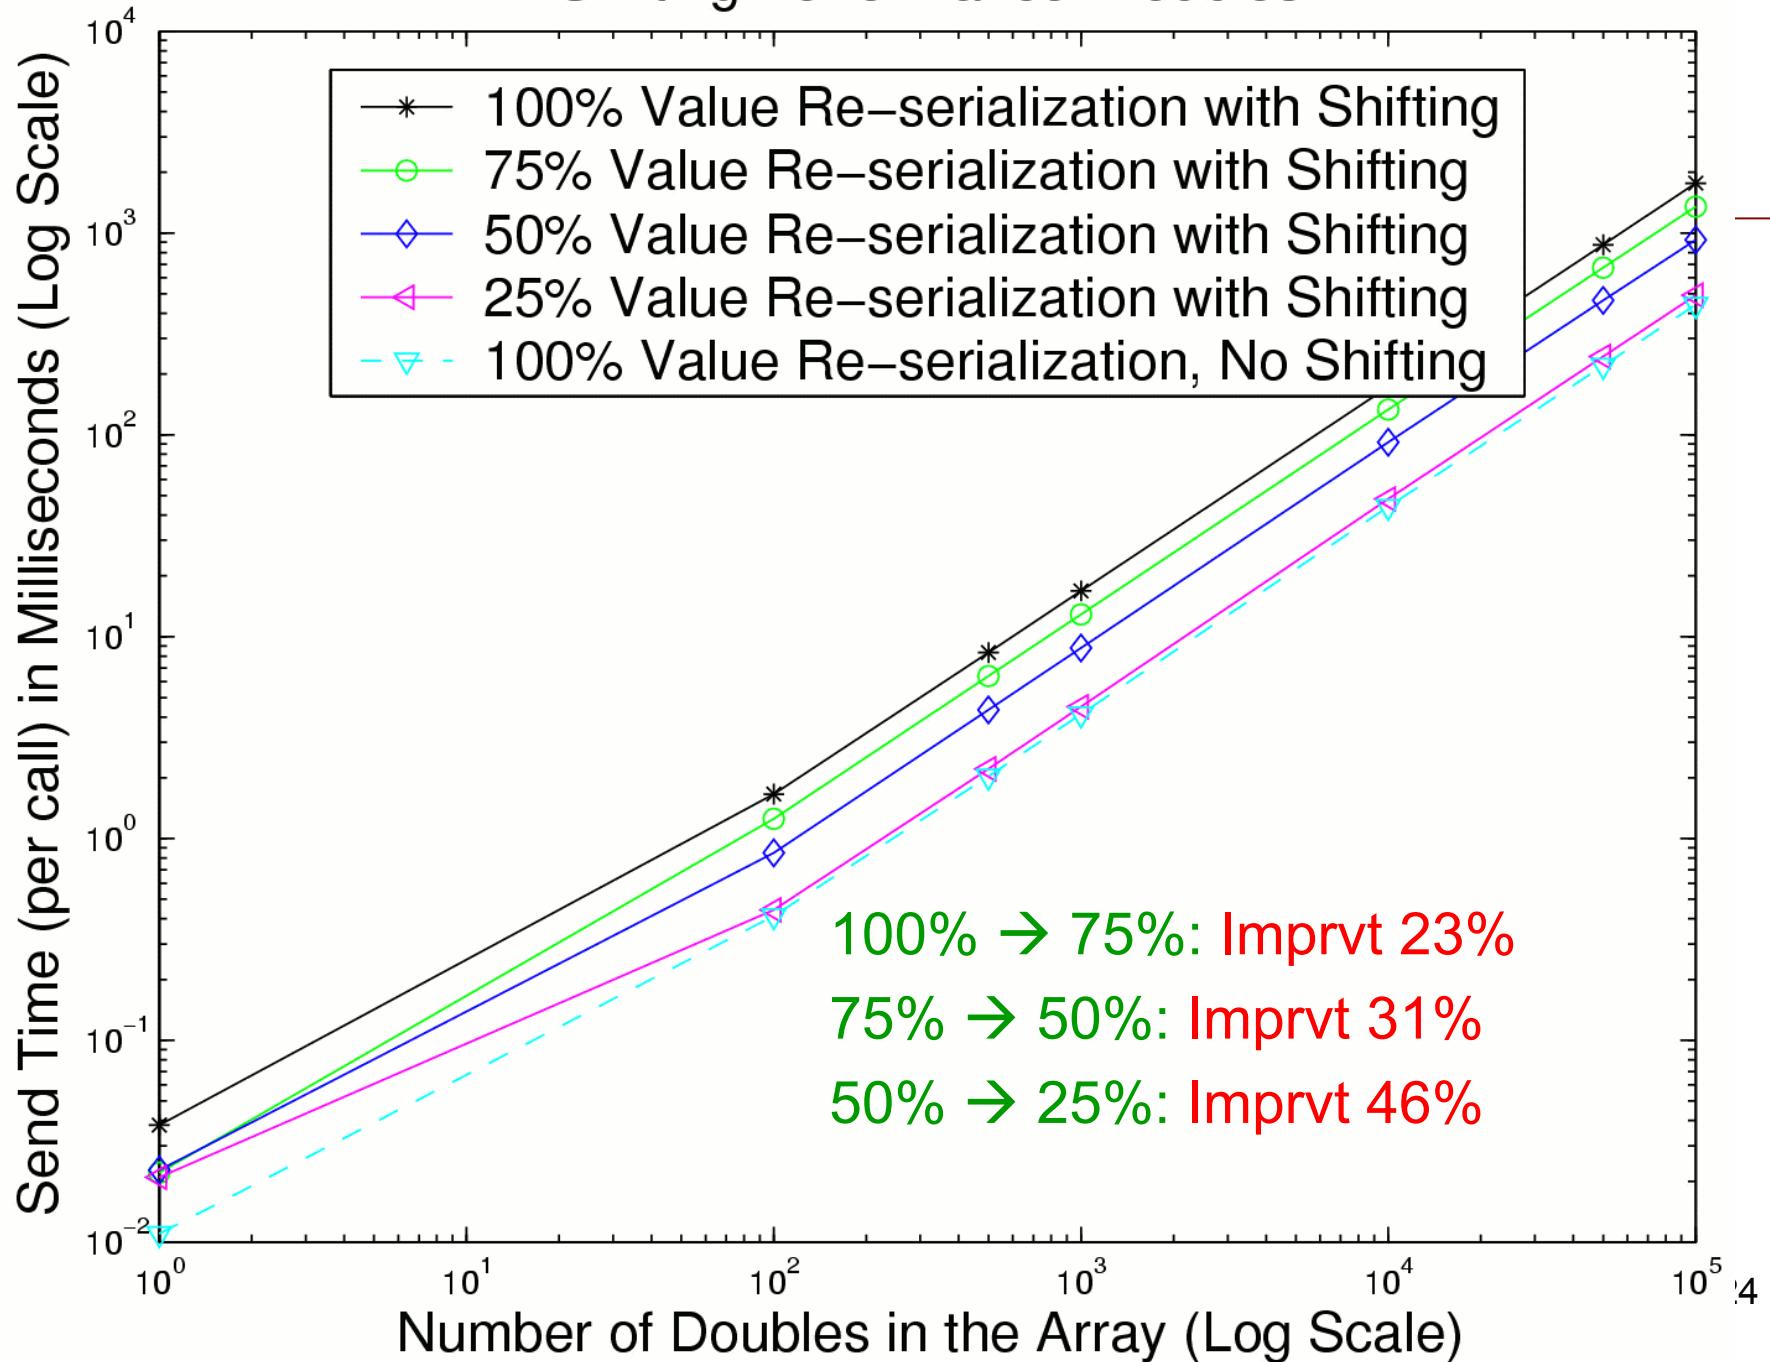 10^4
10^3
10^2
10^1
10^0
10^−1
10^−2
Send Time (per call) in Milliseconds (Log Scale)
100% Value Re−serialization with Shifting
75% Value Re−serialization with Shifting
50% Value Re−serialization with Shifting
25% Value Re−serialization with Shifting
100% Value Re−serialization, No Shifting
100% → 75%: Imprvt 23%
75% → 50%: Imprvt 31%
50% → 25%: Imprvt 46%
10^0 10^1 10^2 10^3 10^4 10^5
Number of Doubles in the Array (Log Scale)